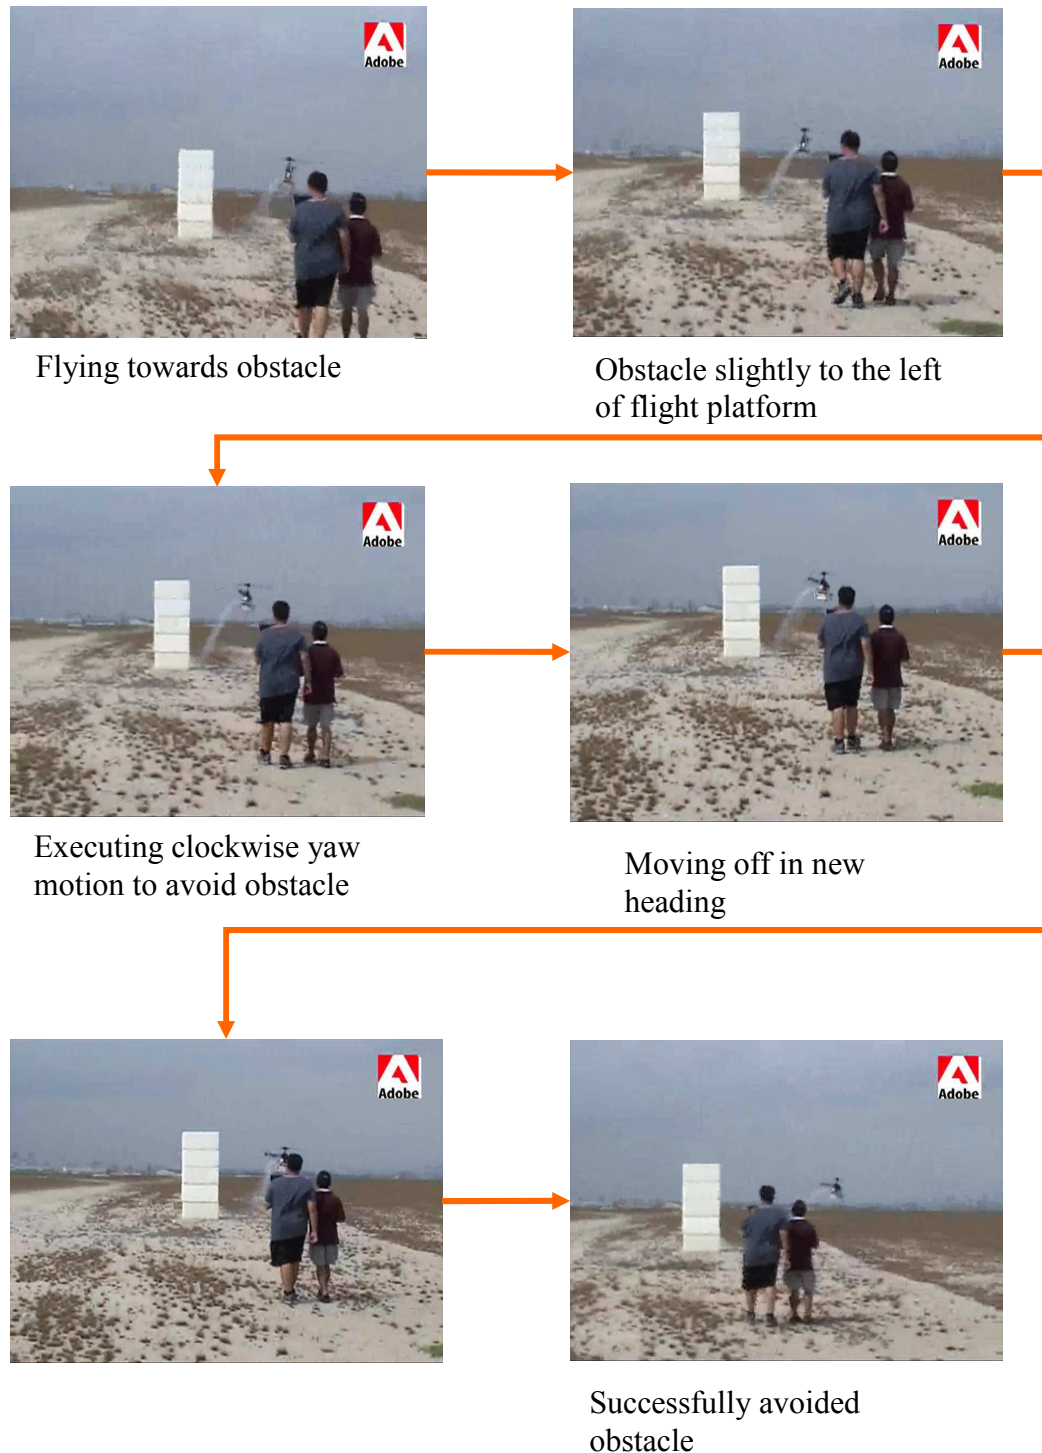 Adobe
Adobe
Flying towards obstacle
Obstacle slightly to the left
of flight platform
Adobe
Adobe
Executing clockwise yaw
motion to avoid obstacle
Moving off in new
heading
Adobe
Adobe
Successfully avoided
obstacle